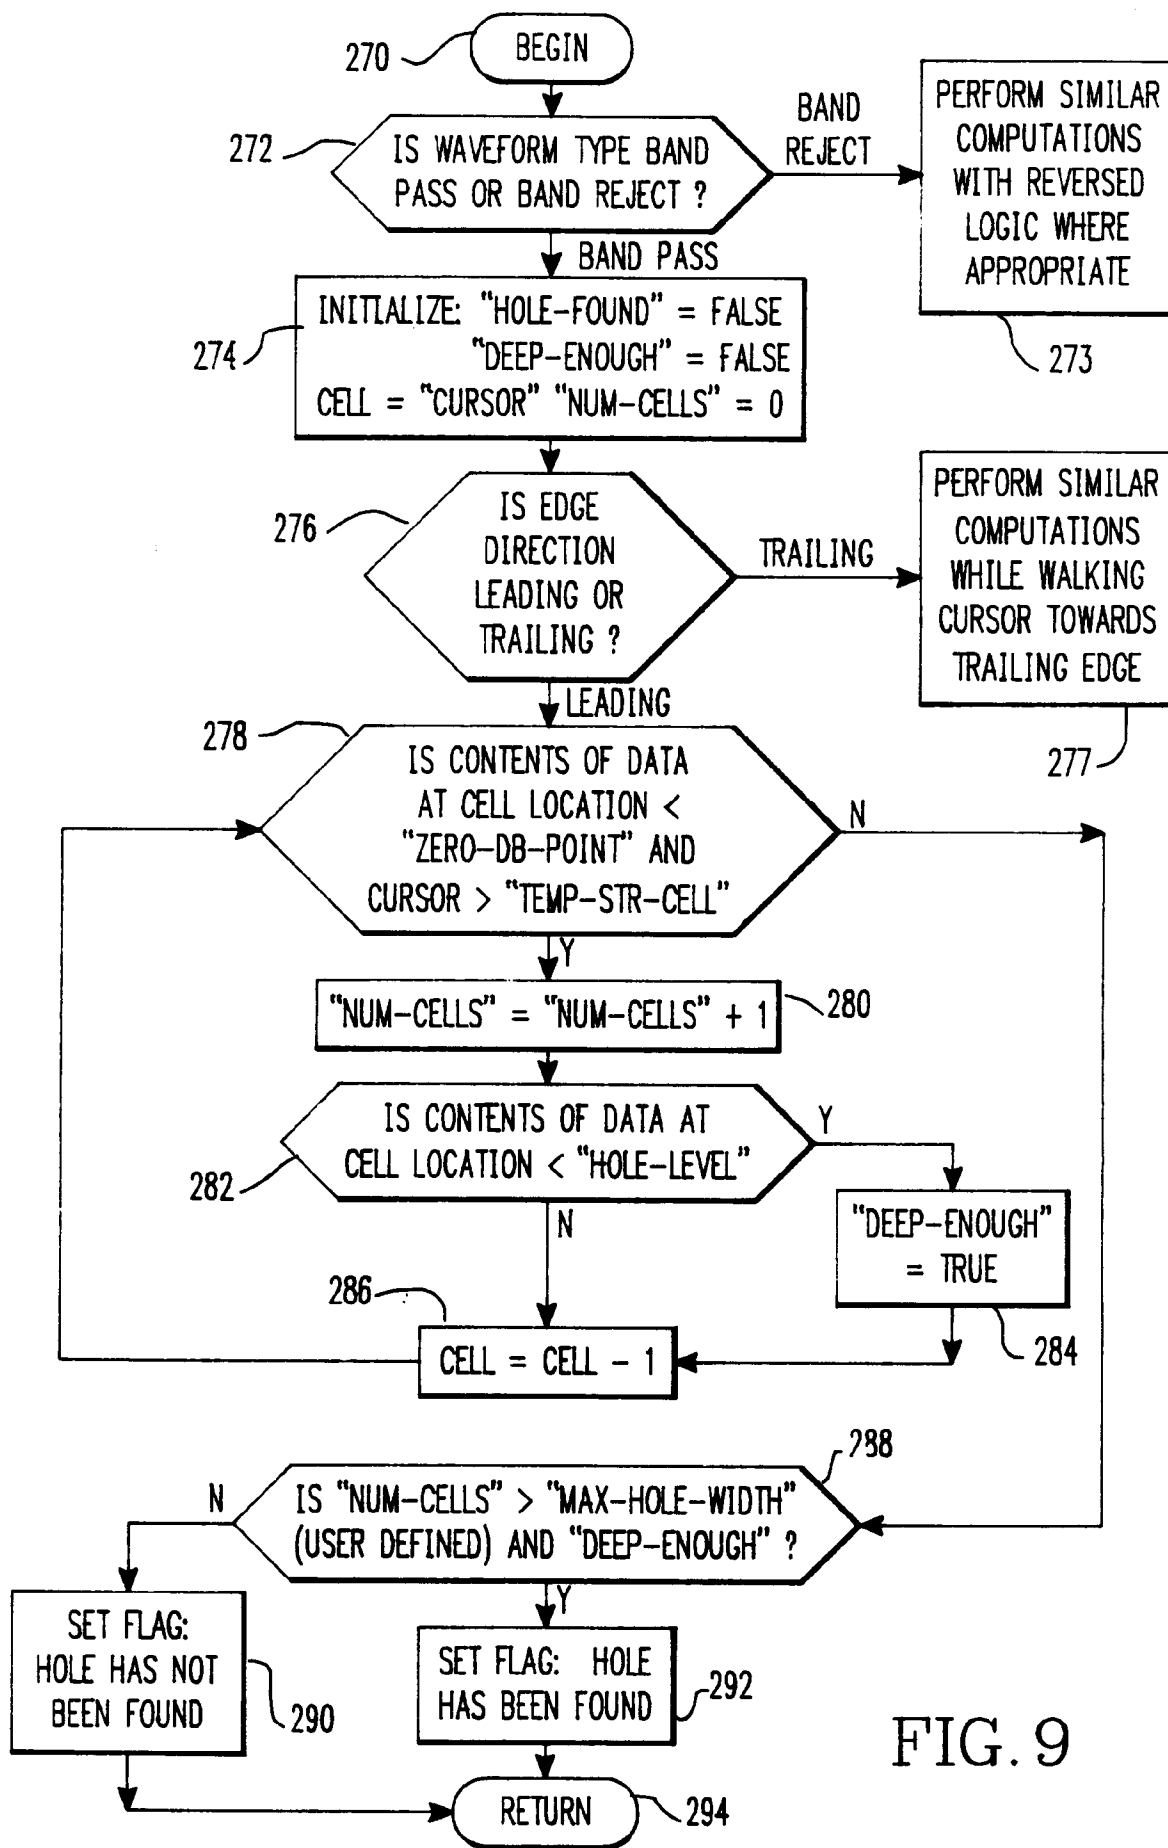 270
BEGIN
272
IS WAVEFORM TYPE BAND
PASS OR BAND REJECT ?
BAND
REJECT
PERFORM SIMILAR
COMPUTATIONS
WITH REVERSED
LOGIC WHERE
APPROPRIATE
273
BAND PASS
274
INITIALIZE: "HOLE-FOUND" = FALSE
"DEEP-ENOUGH" = FALSE
CELL = "CURSOR" "NUM-CELLS" = 0
276
IS EDGE
DIRECTION
LEADING OR
TRAILING ?
TRAILING
PERFORM SIMILAR
COMPUTATIONS
WHILE WALKING
CURSOR TOWARDS
TRAILING EDGE
277
LEADING
278
IS CONTENTS OF DATA
AT CELL LOCATION <
"ZERO-DB-POINT" AND
CURSOR > "TEMP-STR-CELL"
N
Y
"NUM-CELLS" = "NUM-CELLS" + 1
280
IS CONTENTS OF DATA AT
CELL LOCATION < "HOLE-LEVEL"
282
Y
N
"DEEP-ENOUGH"
= TRUE
284
286
CELL = CELL - 1
288
N
IS "NUM-CELLS" > "MAX-HOLE-WIDTH"
(USER DEFINED) AND "DEEP-ENOUGH" ?
Y
SET FLAG:
HOLE HAS NOT
BEEN FOUND
290
SET FLAG: HOLE
HAS BEEN FOUND
292
RETURN
294
FIG. 9